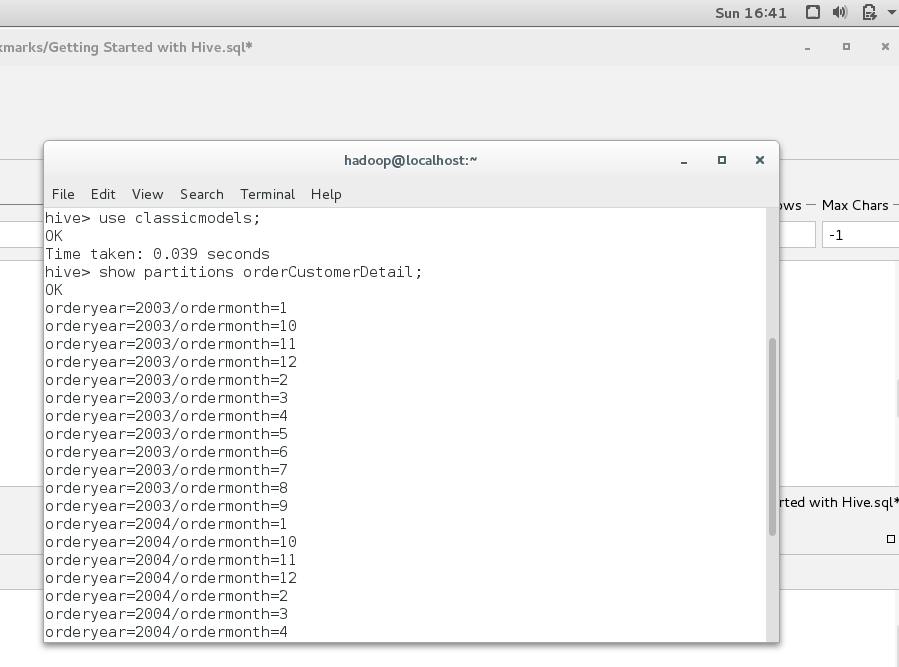 Sun 16:41
kmarks/Getting Started with Hive.sql*
hadoop@localhost:~
File Edit View Search Terminal Help
ows Max Chars
-1
hive> use classicmodels;
OK
Time taken: 0.039 seconds
hive> show partitions orderCustomerDetail;
OK
orderyear=2003/ordermonth=1
orderyear=2003/ordermonth=10
orderyear=2003/ordermonth=11
orderyear=2003/ordermonth=12
orderyear=2003/ordermonth=2
orderyear=2003/ordermonth=3
orderyear=2003/ordermonth=4
orderyear=2003/ordermonth=5
orderyear=2003/ordermonth=6
orderyear=2003/ordermonth=7
orderyear=2003/ordermonth=8
orderyear=2003/ordermonth=9
orderyear=2004/ordermonth=1
orderyear=2004/ordermonth=10
orderyear=2004/ordermonth=11
orderyear=2004/ordermonth=12
orderyear=2004/ordermonth=2
orderyear=2004/ordermonth=3
orderyear=2004/ordermonth=4
rted with Hive.sql*